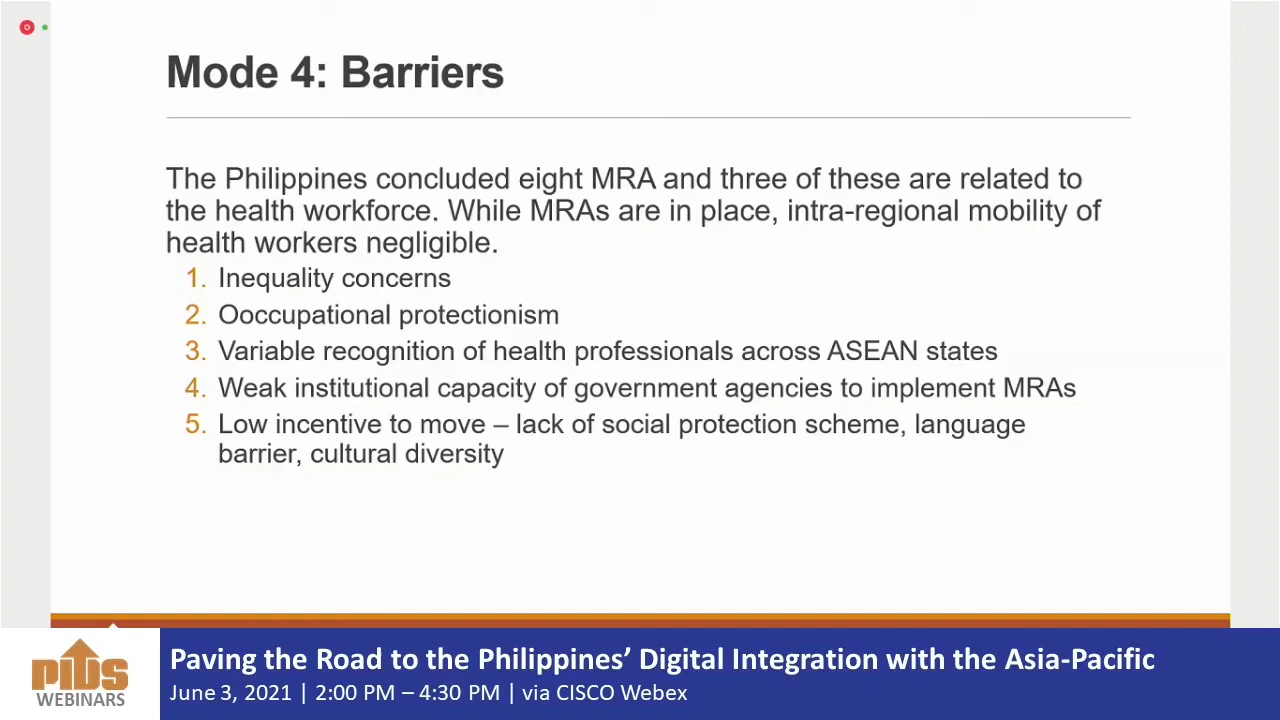 Mode 4: Barriers
The Philippines concluded eight MRA and three of these are related to
the health workforce. While MRAs are in place, intra-regional mobility of
health workers negligible.
1. Inequality concerns
2. Ooccupational protectionism
3. Variable recognition of health professionals across ASEAN states
4. Weak institutional capacity of government agencies to implement MRAs
5. Low incentive to move – lack of social protection scheme, language
barrier, cultural diversity
PIDS
WEBINARS
Paving the Road to the Philippines’ Digital Integration with the Asia-Pacific
June 3, 2021 | 2:00 PM – 4:30 PM | via CISCO Webex